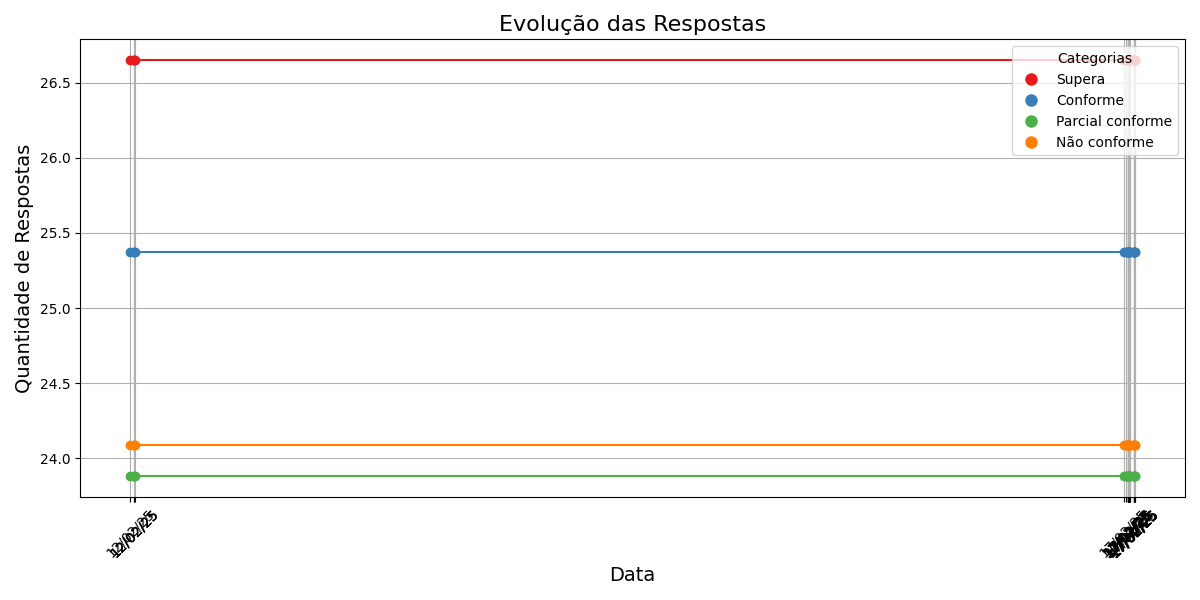 Evolução das Respostas
Quantidade de Respostas
26.5
26.0
25.5
25.0
24.5
24.0
Categorias
Supera
Conforme
Parcial conforme
Não conforme
12/02/25
Data